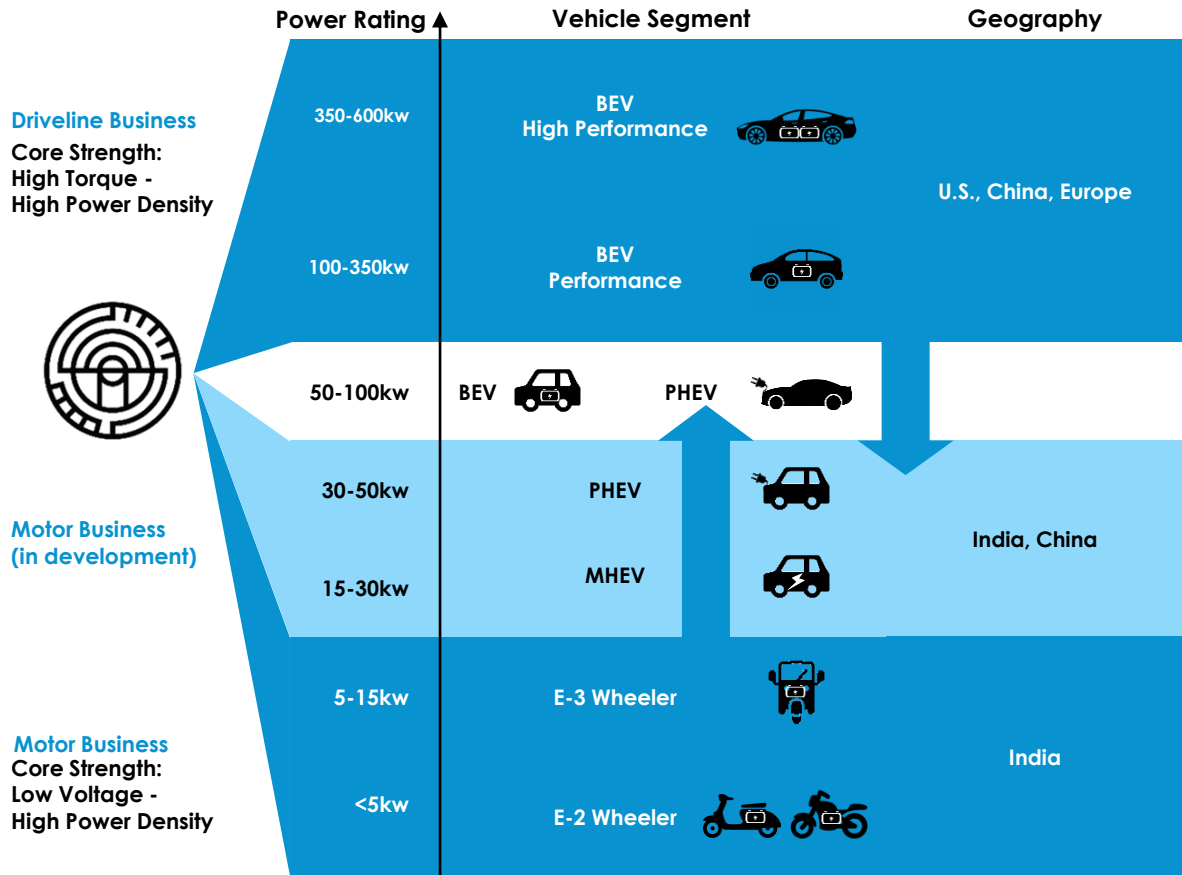 Power Rating
Vehicle Segment
Geography
Driveline Business
Core Strength:
High Torque -
High Power Density
350-600kw
BEV
High Performance
U.S., China, Europe
100-350kw
BEV
Performance
50-100kw
BEV
PHEV
Motor Business
(in development)
30-50kw
PHEV
India, China
15-30kw
MHEV
Motor Business
Core Strength:
Low Voltage -
High Power Density
5-15kw
E-3 Wheeler
India
<5kw
E-2 Wheeler